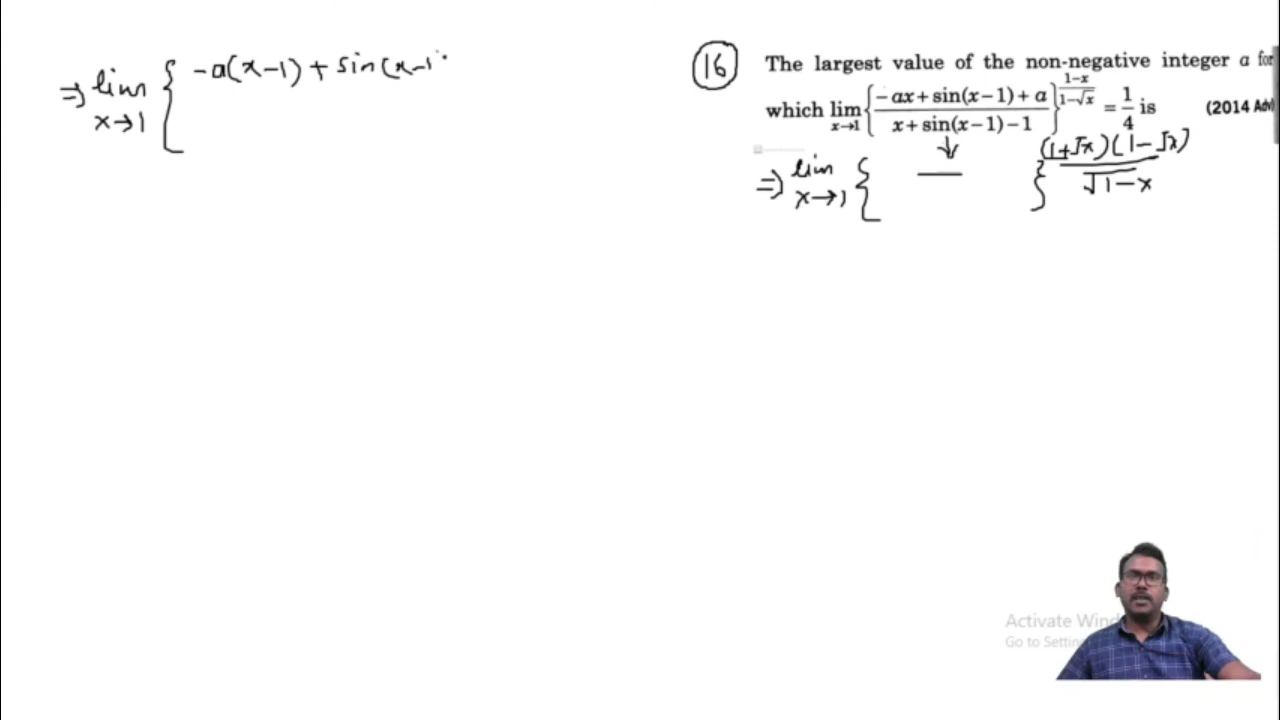 ⇒ lim { -a(x-1) + sin(x-1
x→1
16 The largest value of the non-negative integer a for
which lim x→1 { (-ax + sin(x-1) + a) / (x + sin(x-1) - 1) }^((1-x)/(1-√x)) = 1/4 is (2014 Adv
⇒ lim x→1 { — } (1+√x)(1-√x) / √1-x
Activate Wind
Go to Settin